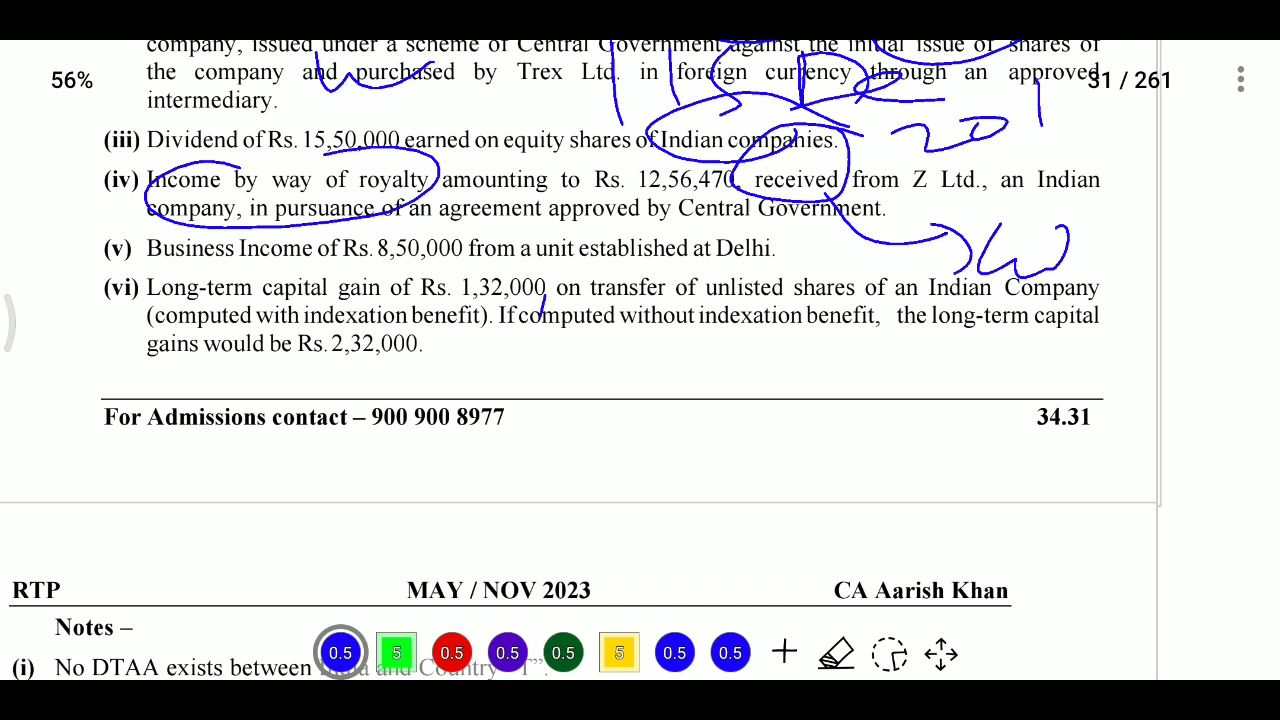 company, issued under a scheme of Central Government against the initial issue of shares of
56%
the company and purchased by Trex Ltd. in foreign currency through an approved
31 / 261
intermediary.
(iii) Dividend of Rs. 15,50,000 earned on equity shares of Indian companies.
20
(iv) Income by way of royalty amounting to Rs. 12,56,470, received from Z Ltd., an Indian
company, in pursuance of an agreement approved by Central Government.
(v) Business Income of Rs. 8,50,000 from a unit established at Delhi.
(vi) Long-term capital gain of Rs. 1,32,000 on transfer of unlisted shares of an Indian Company
(computed with indexation benefit). If computed without indexation benefit, the long-term capital
gains would be Rs. 2,32,000.
For Admissions contact – 900 900 8977 34.31
RTP MAY / NOV 2023 CA Aarish Khan
Notes –
0.5 5 0.5 0.5 0.5 5 0.5 0.5
(i) No DTAA exists between India and Country "T".